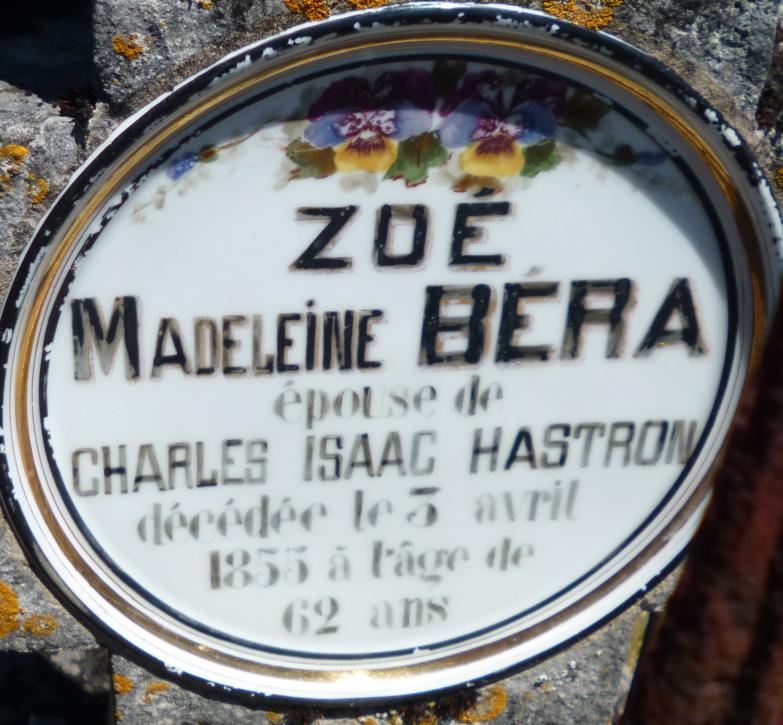 ZOÉ
MADELEINE BÉRA
épouse de
CHARLES ISAAC HASTRON
décédée le 3 avril
1855 à l'âge de
62 ans